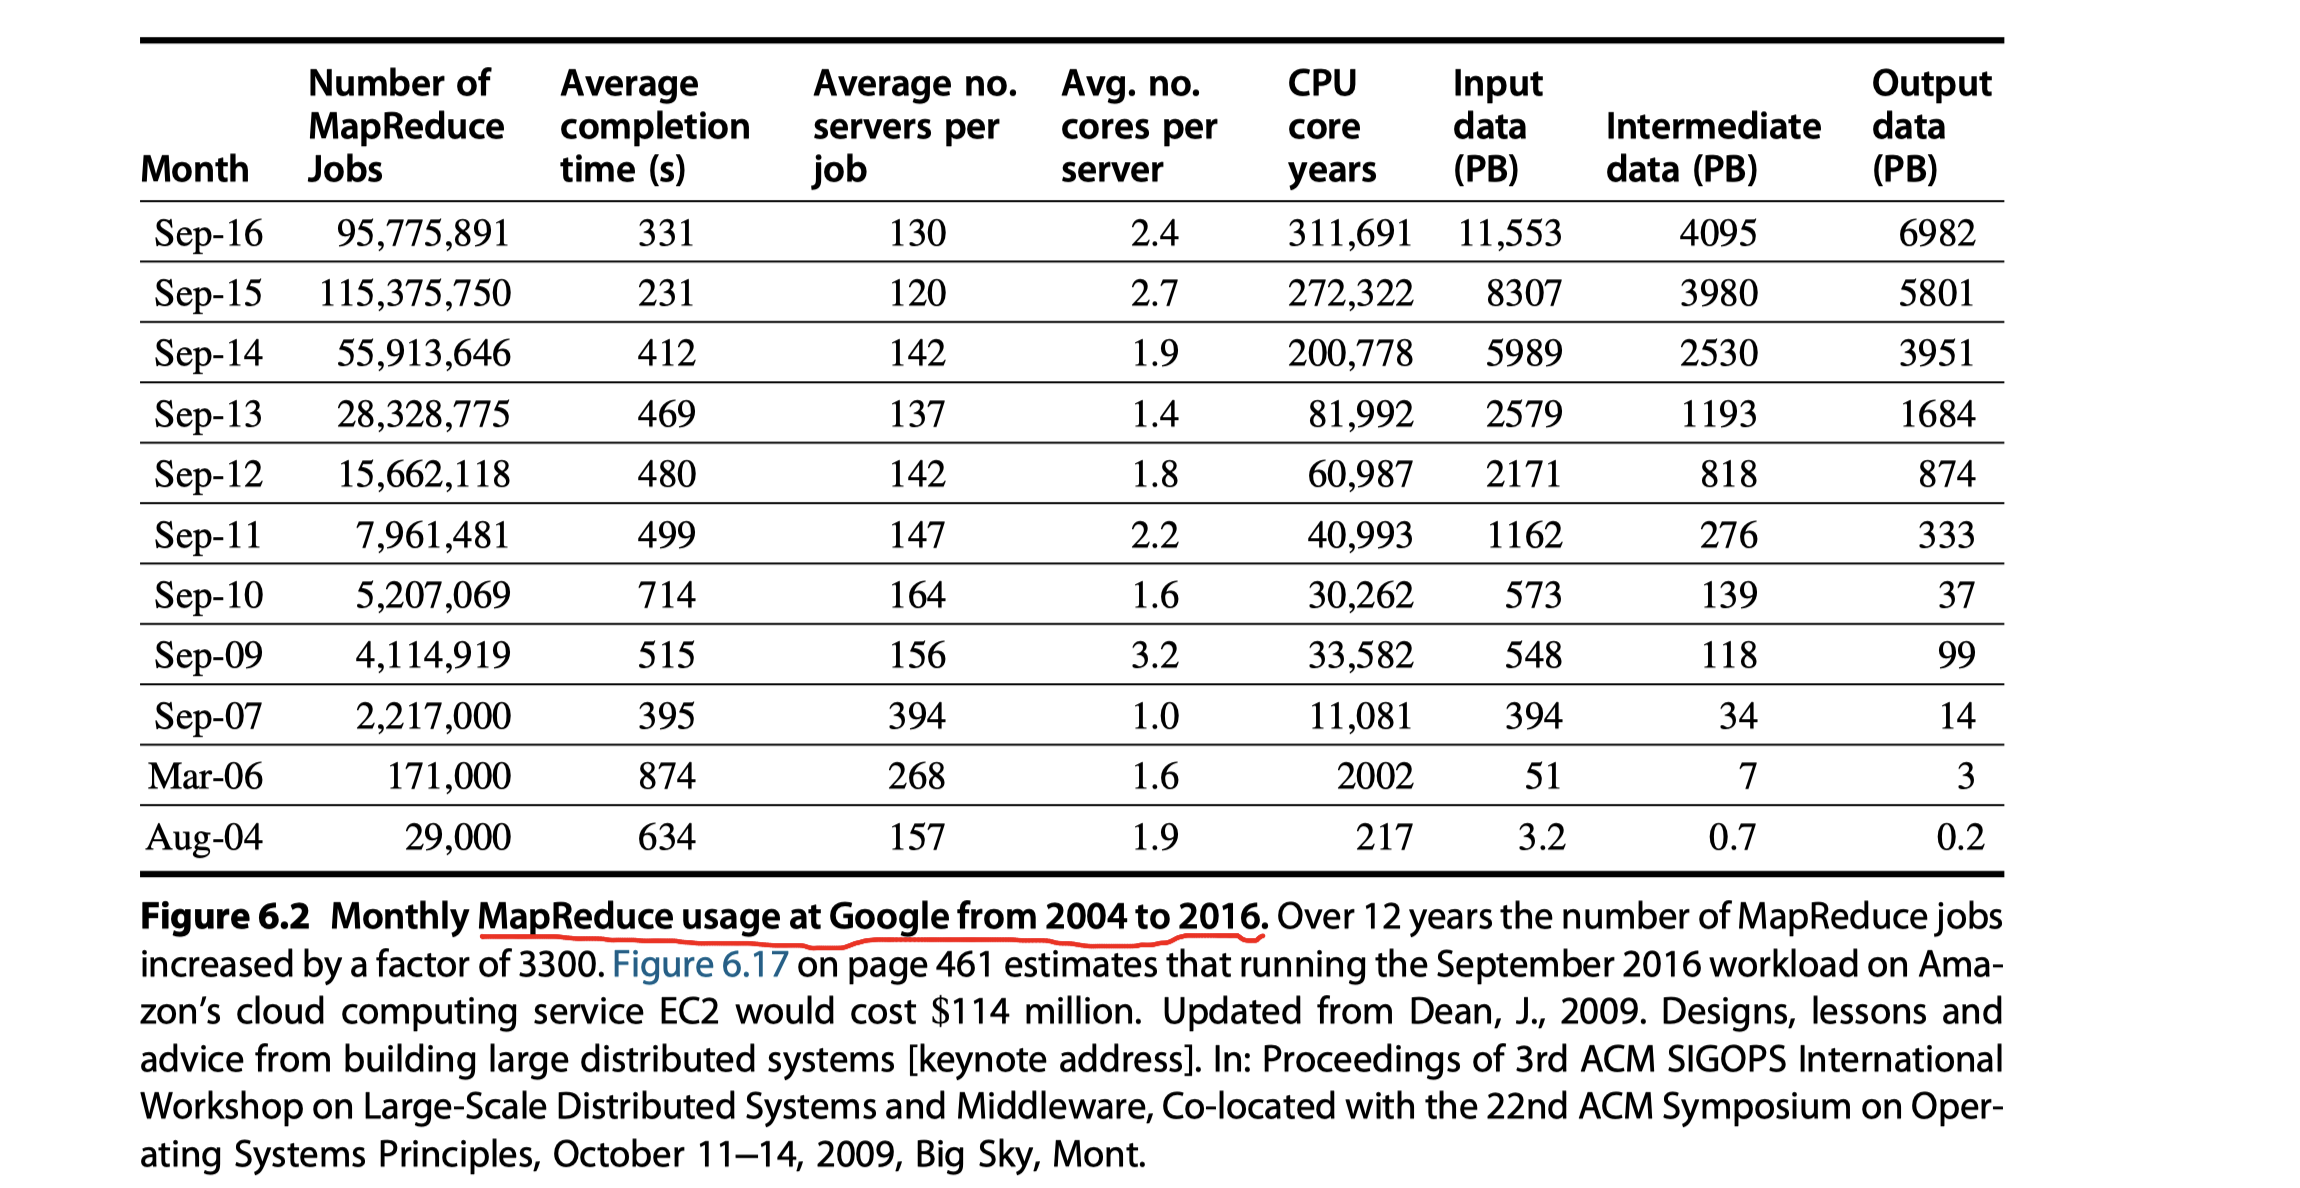 Number of Average Average no. Avg. no. CPU Input Output
MapReduce completion servers per cores per core data Intermediate data
Month Jobs time (s) job server years (PB) data (PB) (PB)
Sep-16 95,775,891 331 130 2.4 311,691 11,553 4095 6982
Sep-15 115,375,750 231 120 2.7 272,322 8307 3980 5801
Sep-14 55,913,646 412 142 1.9 200,778 5989 2530 3951
Sep-13 28,328,775 469 137 1.4 81,992 2579 1193 1684
Sep-12 15,662,118 480 142 1.8 60,987 2171 818 874
Sep-11 7,961,481 499 147 2.2 40,993 1162 276 333
Sep-10 5,207,069 714 164 1.6 30,262 573 139 37
Sep-09 4,114,919 515 156 3.2 33,582 548 118 99
Sep-07 2,217,000 395 394 1.0 11,081 394 34 14
Mar-06 171,000 874 268 1.6 2002 51 7 3
Aug-04 29,000 634 157 1.9 217 3.2 0.7 0.2
Figure 6.2 Monthly MapReduce usage at Google from 2004 to 2016. Over 12 years the number of MapReduce jobs
increased by a factor of 3300. Figure 6.17 on page 461 estimates that running the September 2016 workload on Ama-
zon's cloud computing service EC2 would cost $114 million. Updated from Dean, J., 2009. Designs, lessons and
advice from building large distributed systems [keynote address]. In: Proceedings of 3rd ACM SIGOPS International
Workshop on Large-Scale Distributed Systems and Middleware, Co-located with the 22nd ACM Symposium on Oper-
ating Systems Principles, October 11–14, 2009, Big Sky, Mont.